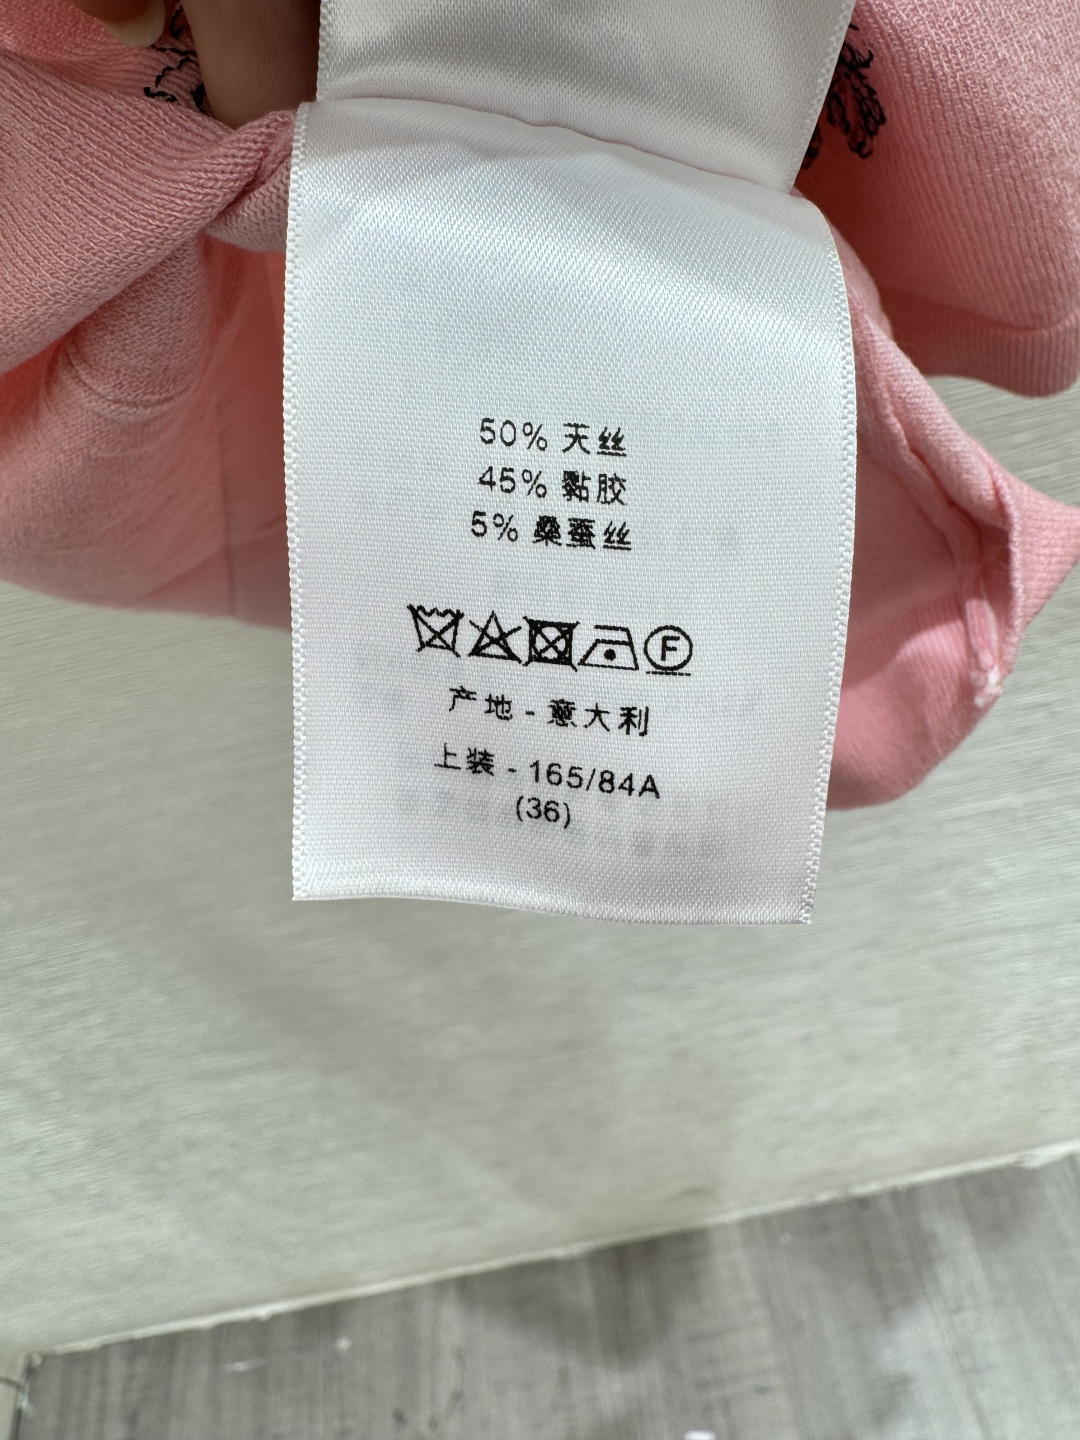 50% 天丝
45% 黏胶
5% 桑蚕丝
F
产地 - 意大利
上装 - 165/84A
(36)